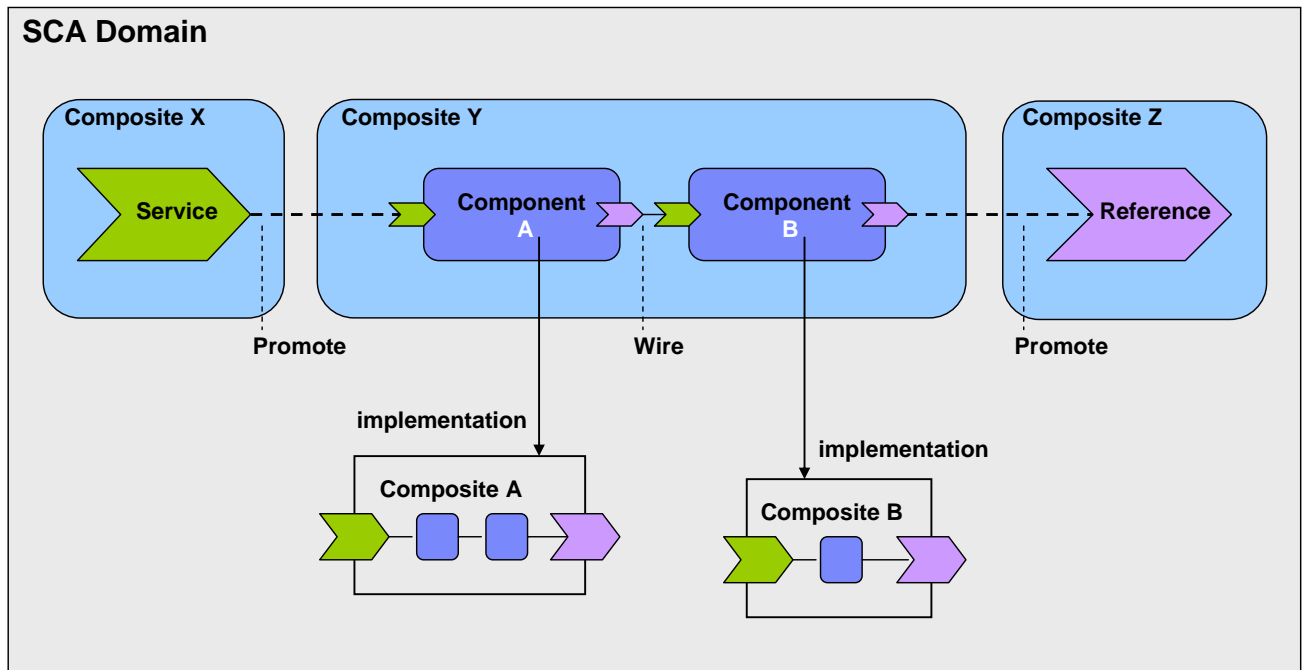 SCA Domain
Composite X
Composite Y
Composite Z
Service
Component
A
Component
B
Reference
Promote
Wire
Promote
implementation
implementation
Composite A
Composite B